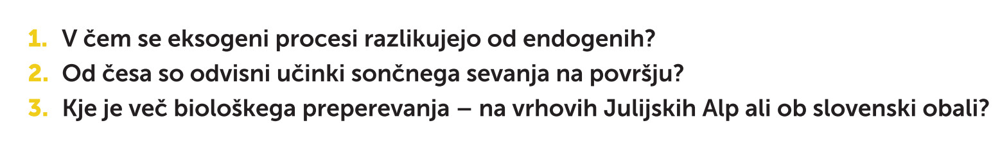 1. V čem se eksogeni procesi razlikujejo od endogenih?
2. Od česa so odvisni učinki sončnega sevanja na površju?
3. Kje je več biološkega preperevanja – na vrhovih Julijskih Alp ali ob slovenski obali?